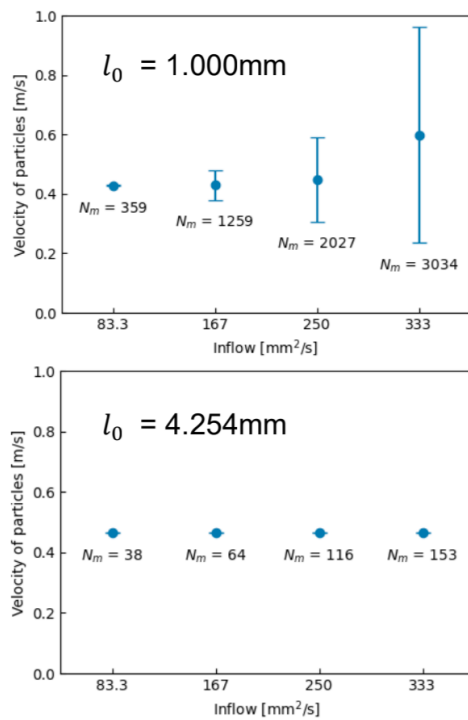 1.0
l₀ = 1.000mm
0.8
0.6
0.4
Nₘ = 359
Nₘ = 1259
Nₘ = 2027
0.2
Nₘ = 3034
0.0
83.3 167 250 333
Inflow [mm²/s]
Velocity of particles [m/s]
1.0
l₀ = 4.254mm
0.8
0.6
0.4
Nₘ = 38 Nₘ = 64 Nₘ = 116 Nₘ = 153
0.2
0.0
83.3 167 250 333
Inflow [mm²/s]
Velocity of particles [m/s]